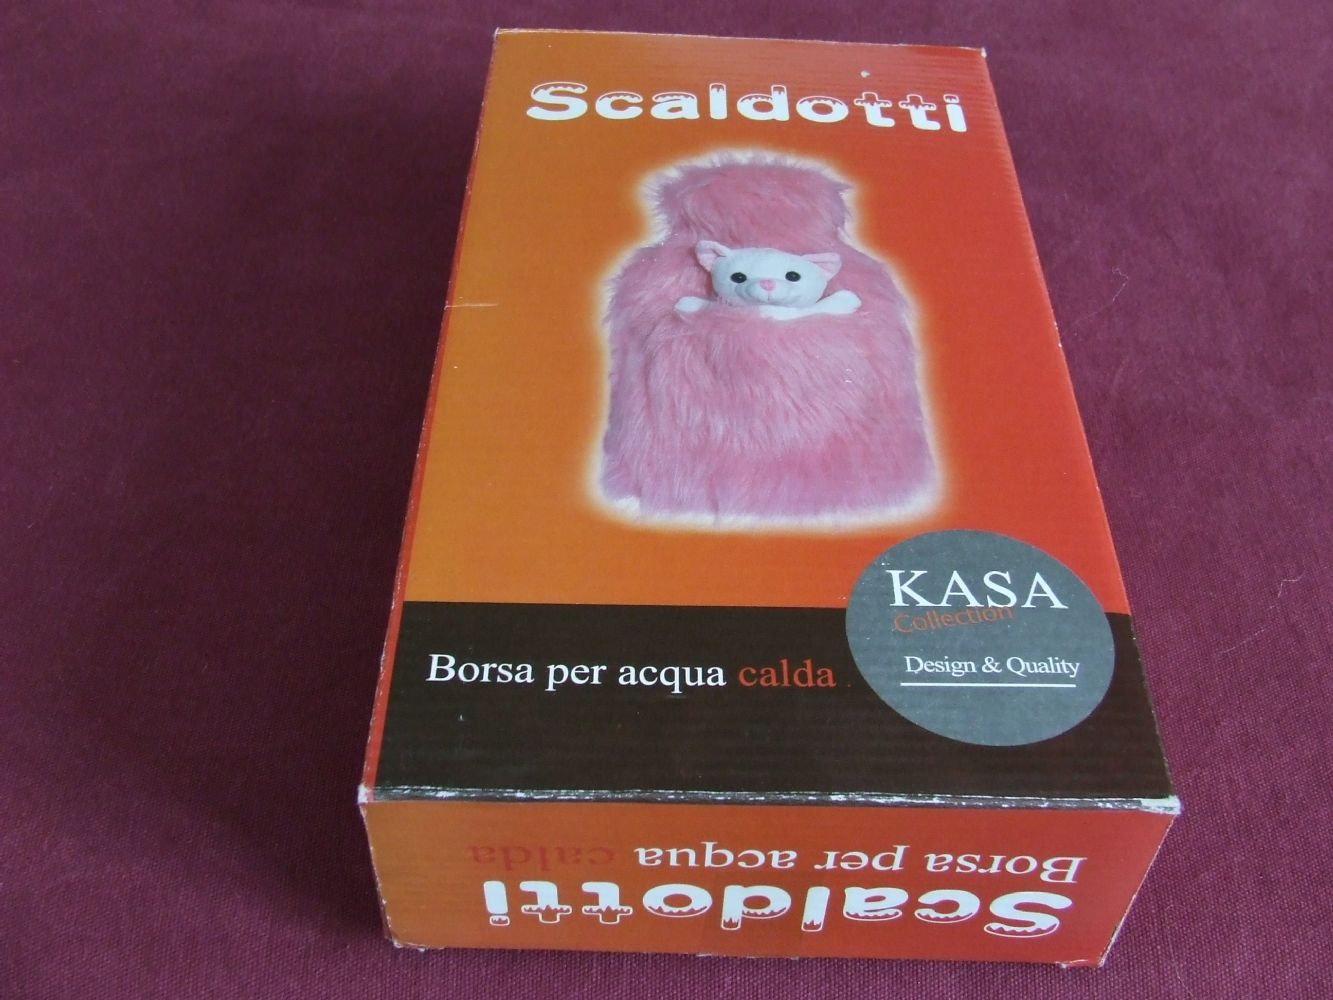 Scaldotti
KASA
Collection
Design & Quality
Borsa per acqua calda
Borsa per acqua calda
Scaldotti